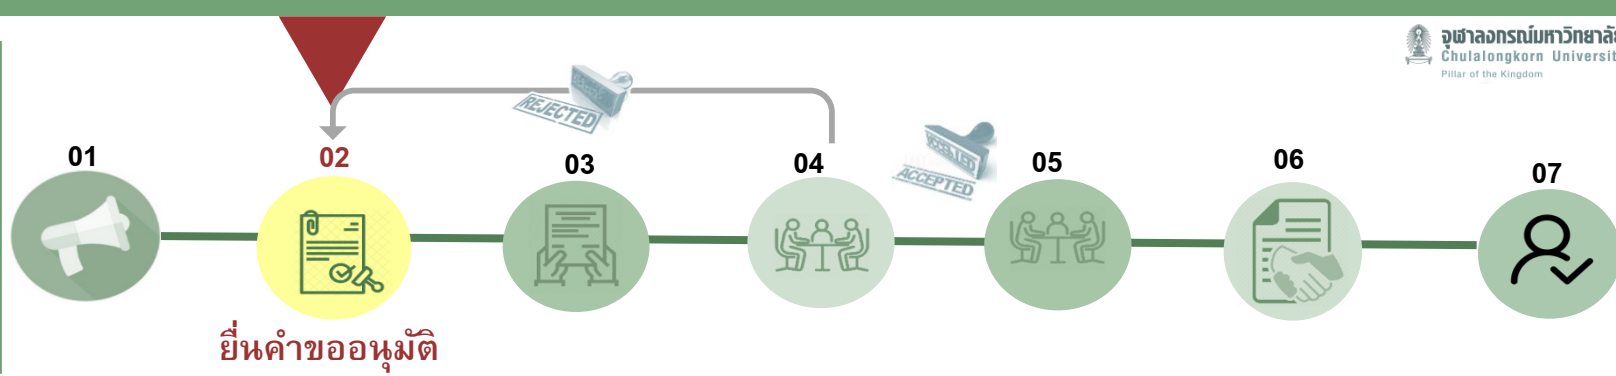 จุฬาลงกรณ์มหาวิทยาลัย
Chulalongkorn Universit
Pillar of the Kingdom
REJECTED
ACCEPTED
ACCEPTED
01
02
03
04
05
06
07
ยื่นคำขออนุมัติ